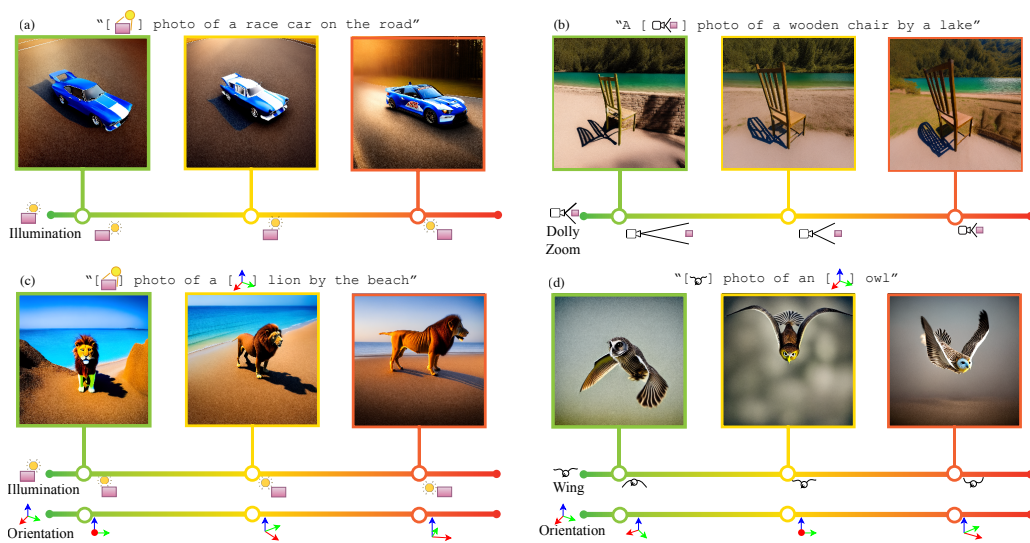 (a) "[ ] photo of a race car on the road"
Illumination
(b) "A [ ] photo of a wooden chair by a lake"
Dolly
Zoom
(c) "[ ] photo of a [ ] lion by the beach"
Illumination
Orientation
(d) "[ ] photo of an [ ] owl"
Wing
Orientation